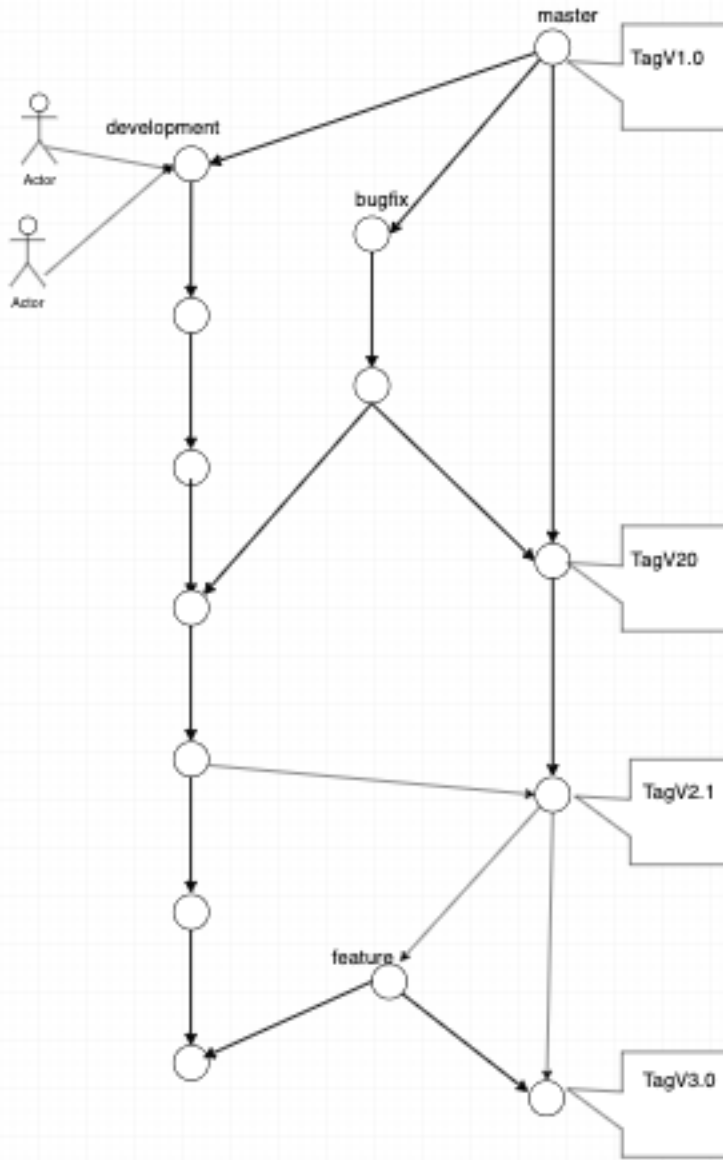 master
TagV1.0
development
Actor
bugfix
Actor
TagV20
TagV2.1
feature
TagV3.0